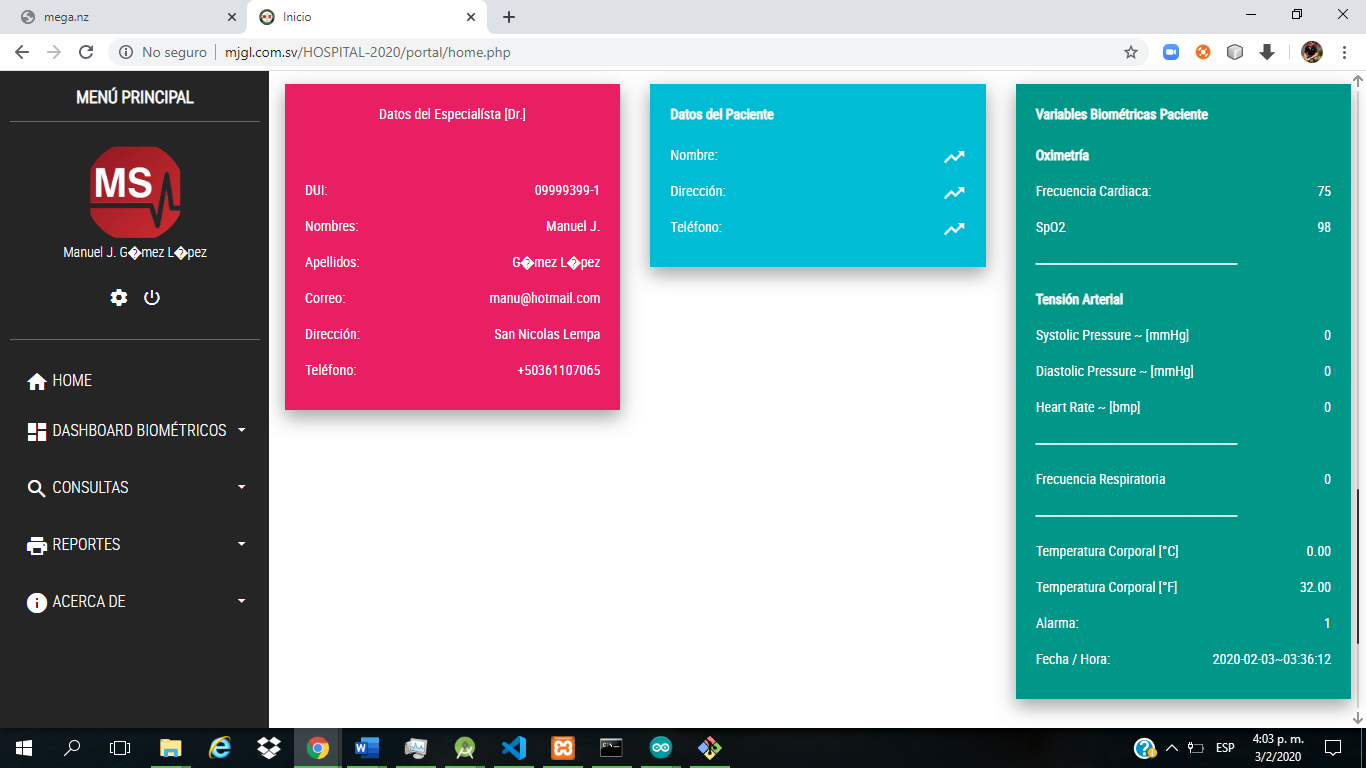 mega.nz
Inicio
No seguro
mjgl.com.sv/HOSPITAL-2020/portal/home.php
MENÚ PRINCIPAL
MS
Manuel J. G�mez L�pez
HOME
DASHBOARD BIOMÉTRICOS
CONSULTAS
REPORTES
ACERCA DE
Datos del Especialísta [Dr.]
DUI: 09999399-1
Nombres: Manuel J.
Apellidos: G�mez L�pez
Correo: manu@hotmail.com
Dirección: San Nicolas Lempa
Teléfono: +50361107065
Datos del Paciente
Nombre:
Dirección:
Teléfono:
Variables Biométricas Paciente
Oximetría
Frecuencia Cardiaca: 75
SpO2 98
Tensión Arterial
Systolic Pressure ~ [mmHg] 0
Diastolic Pressure ~ [mmHg] 0
Heart Rate ~ [bmp] 0
Frecuencia Respiratoria 0
Temperatura Corporal [°C] 0.00
Temperatura Corporal [°F] 32.00
Alarma: 1
Fecha / Hora: 2020-02-03~03:36:12
ESP
4:03 p. m.
3/2/2020